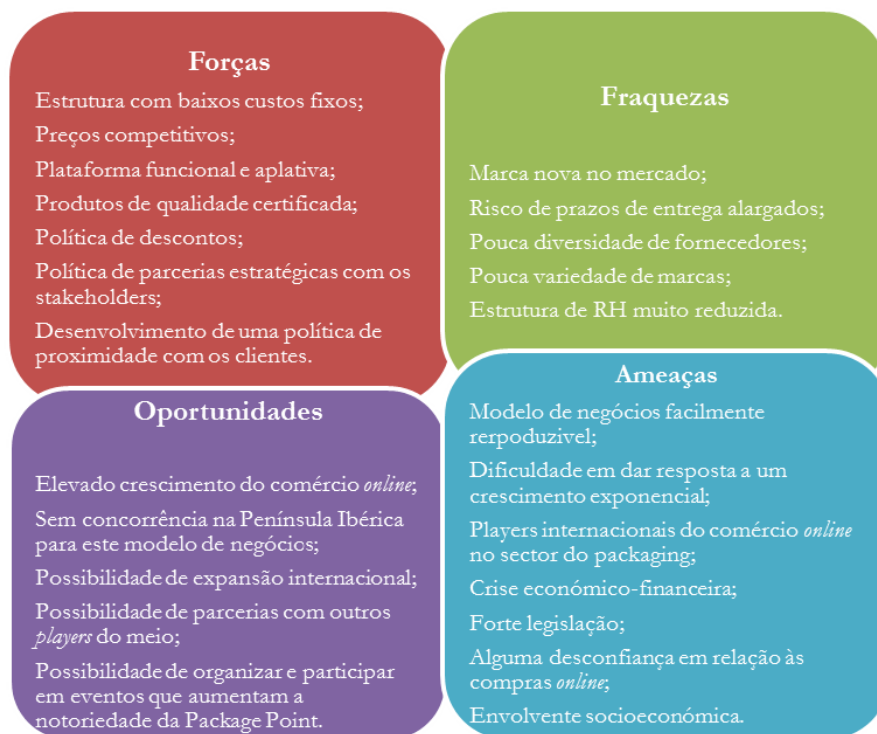 Forças
Estrutura com baixos custos fixos;
Preços competitivos;
Plataforma funcional e aplativa;
Produtos de qualidade certificada;
Política de descontos;
Política de parcerias estratégicas com os
stakeholders;
Desenvolvimento de uma política de
proximidade com os clientes.
Fraquezas
Marca nova no mercado;
Risco de prazos de entrega alargados;
Pouca diversidade de fornecedores;
Pouca variedade de marcas;
Estrutura de RH muito reduzida.
Oportunidades
Elevado crescimento do comércio online;
Sem concorrência na Península Ibérica
para este modelo de negócios;
Possibilidade de expansão internacional;
Possibilidade de parcerias com outros
players do meio;
Possibilidade de organizar e participar
em eventos que aumentam a
notoriedade da Package Point.
Ameaças
Modelo de negócios facilmente
rerpoduzivel;
Dificuldade em dar resposta a um
crescimento exponencial;
Players internacionais do comércio online
no sector do packaging;
Crise económico-financeira;
Forte legislação;
Alguma desconfiança em relação às
compras online;
Envolvente socioeconómica.